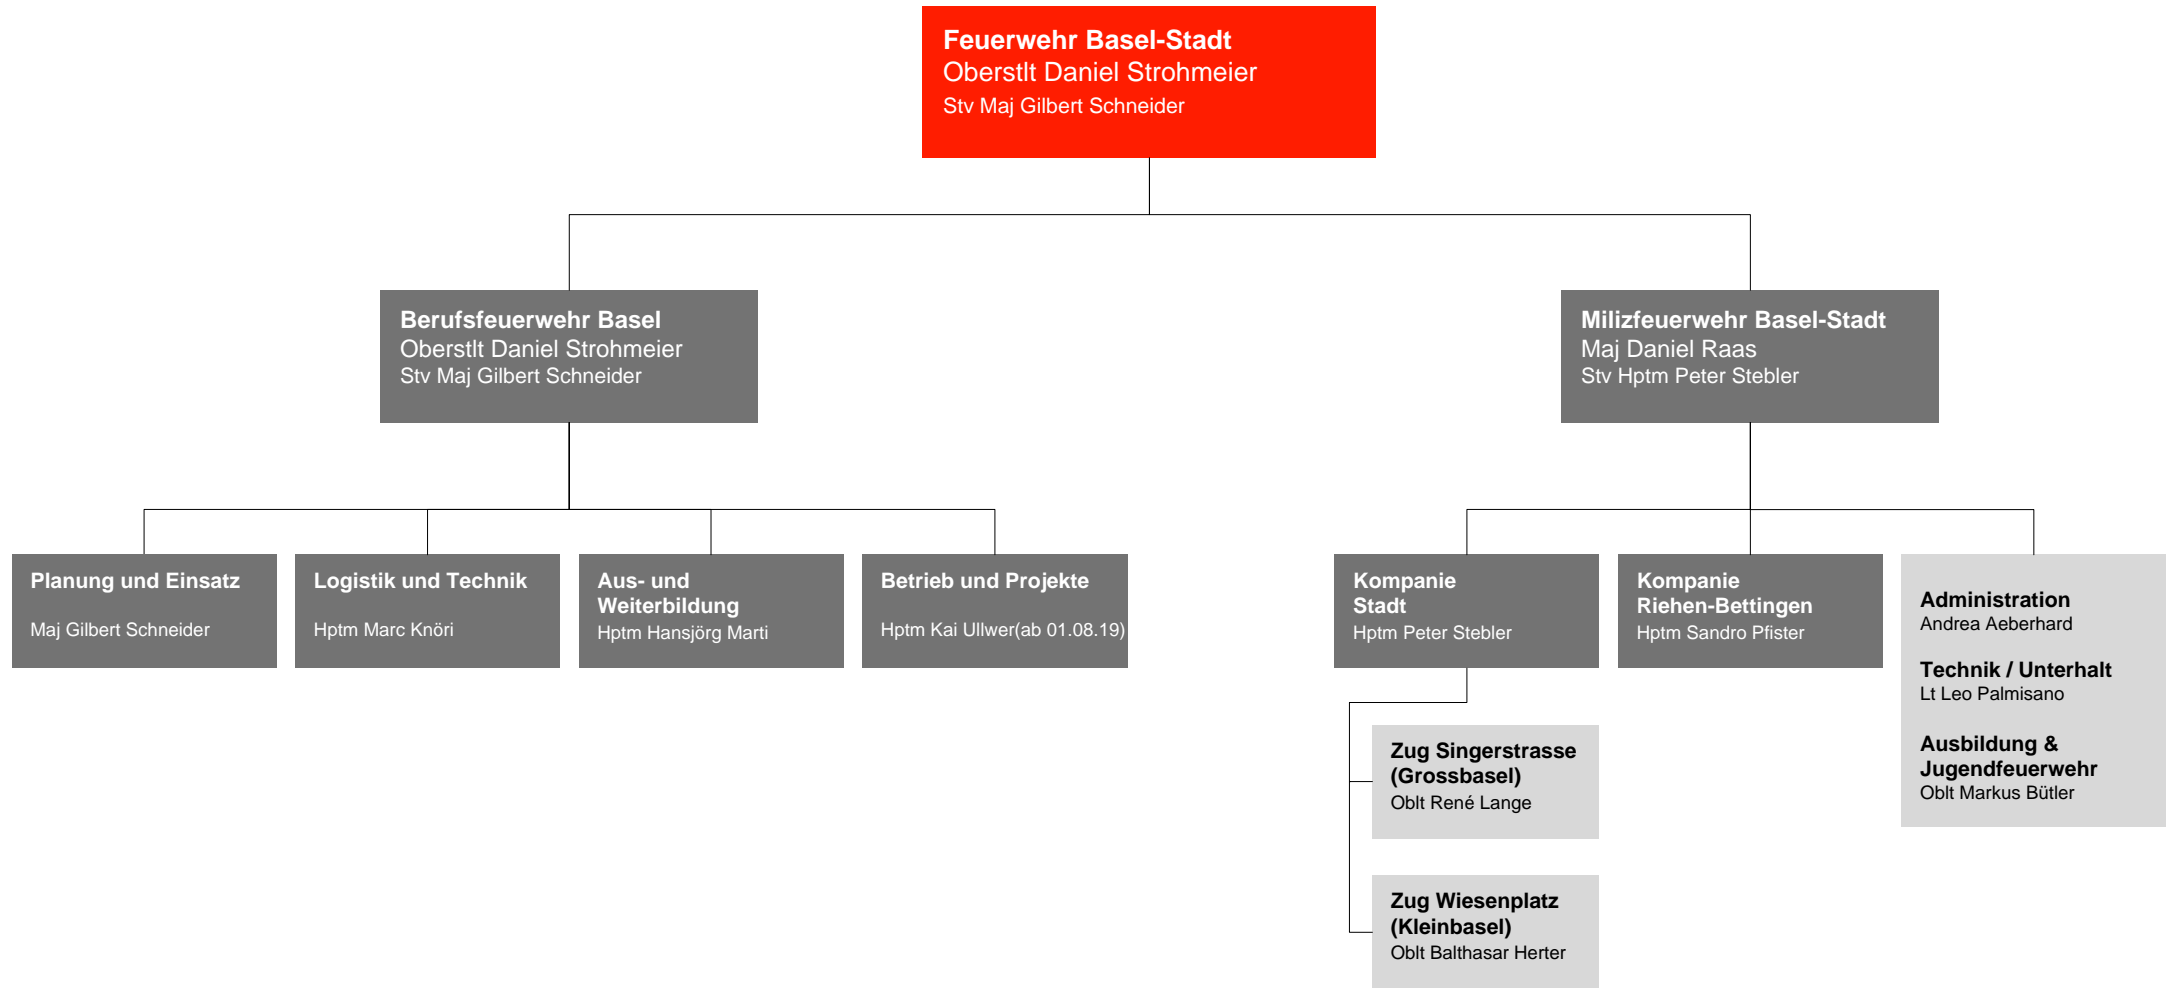 Feuerwehr Basel-Stadt
Oberstlt Daniel Strohmeier
Stv Maj Gilbert Schneider
Berufsfeuerwehr Basel
Oberstlt Daniel Strohmeier
Stv Maj Gilbert Schneider
Milizfeuerwehr Basel-Stadt
Maj Daniel Raas
Stv Hptm Peter Stebler
Planung und Einsatz
Maj Gilbert Schneider
Logistik und Technik
Hptm Marc Knöri
Aus- und
Weiterbildung
Hptm Hansjörg Marti
Betrieb und Projekte
Hptm Kai Ullwer(ab 01.08.19)
Kompanie
Stadt
Hptm Peter Stebler
Kompanie
Riehen-Bettingen
Hptm Sandro Pfister
Administration
Andrea Aeberhard
Technik / Unterhalt
Lt Leo Palmisano
Ausbildung &
Jugendfeuerwehr
Oblt Markus Bütler
Zug Singerstrasse
(Grossbasel)
Oblt René Lange
Zug Wiesenplatz
(Kleinbasel)
Oblt Balthasar Herter